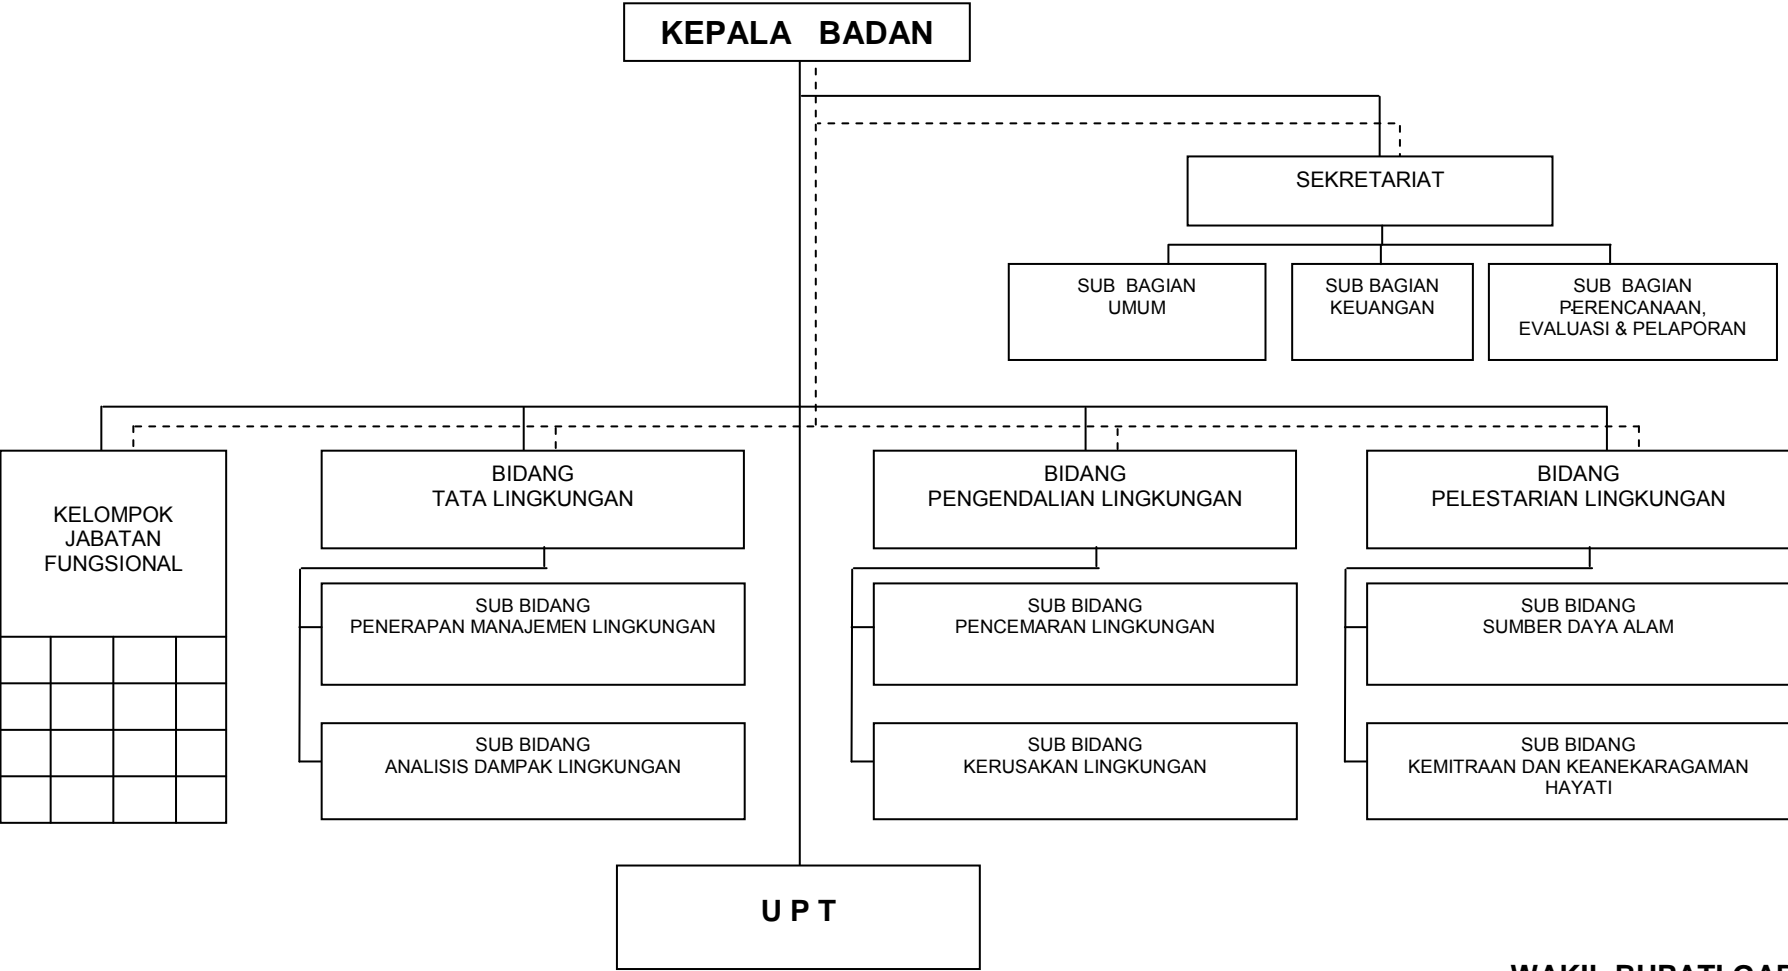 KEPALA BADAN
SEKRETARIAT
SUB BAGIAN
UMUM
SUB BAGIAN
KEUANGAN
SUB BAGIAN
PERENCANAAN,
EVALUASI & PELAPORAN
KELOMPOK
JABATAN
FUNGSIONAL
BIDANG
TATA LINGKUNGAN
BIDANG
PENGENDALIAN LINGKUNGAN
BIDANG
PELESTARIAN LINGKUNGAN
SUB BIDANG
PENERAPAN MANAJEMEN LINGKUNGAN
SUB BIDANG
PENCEMARAN LINGKUNGAN
SUB BIDANG
SUMBER DAYA ALAM
SUB BIDANG
ANALISIS DAMPAK LINGKUNGAN
SUB BIDANG
KERUSAKAN LINGKUNGAN
SUB BIDANG
KEMITRAAN DAN KEANEKARAGAMAN
HAYATI
U P T
WAKIL BUPATI